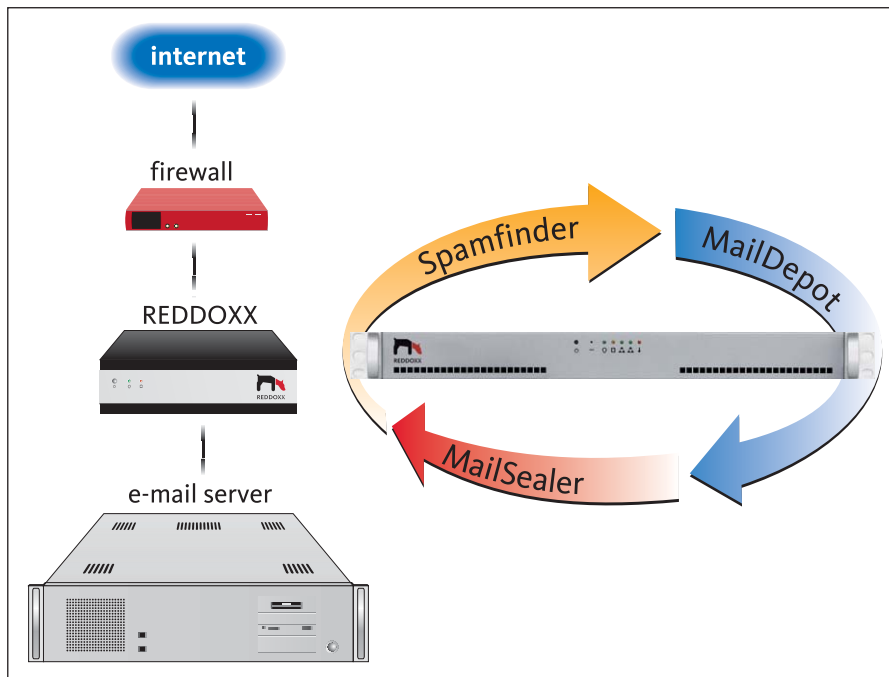 internet
firewall
REDDOXX
REDDOXX
e-mail server
Spamfinder
MailDepot
REDDOXX
MailSealer